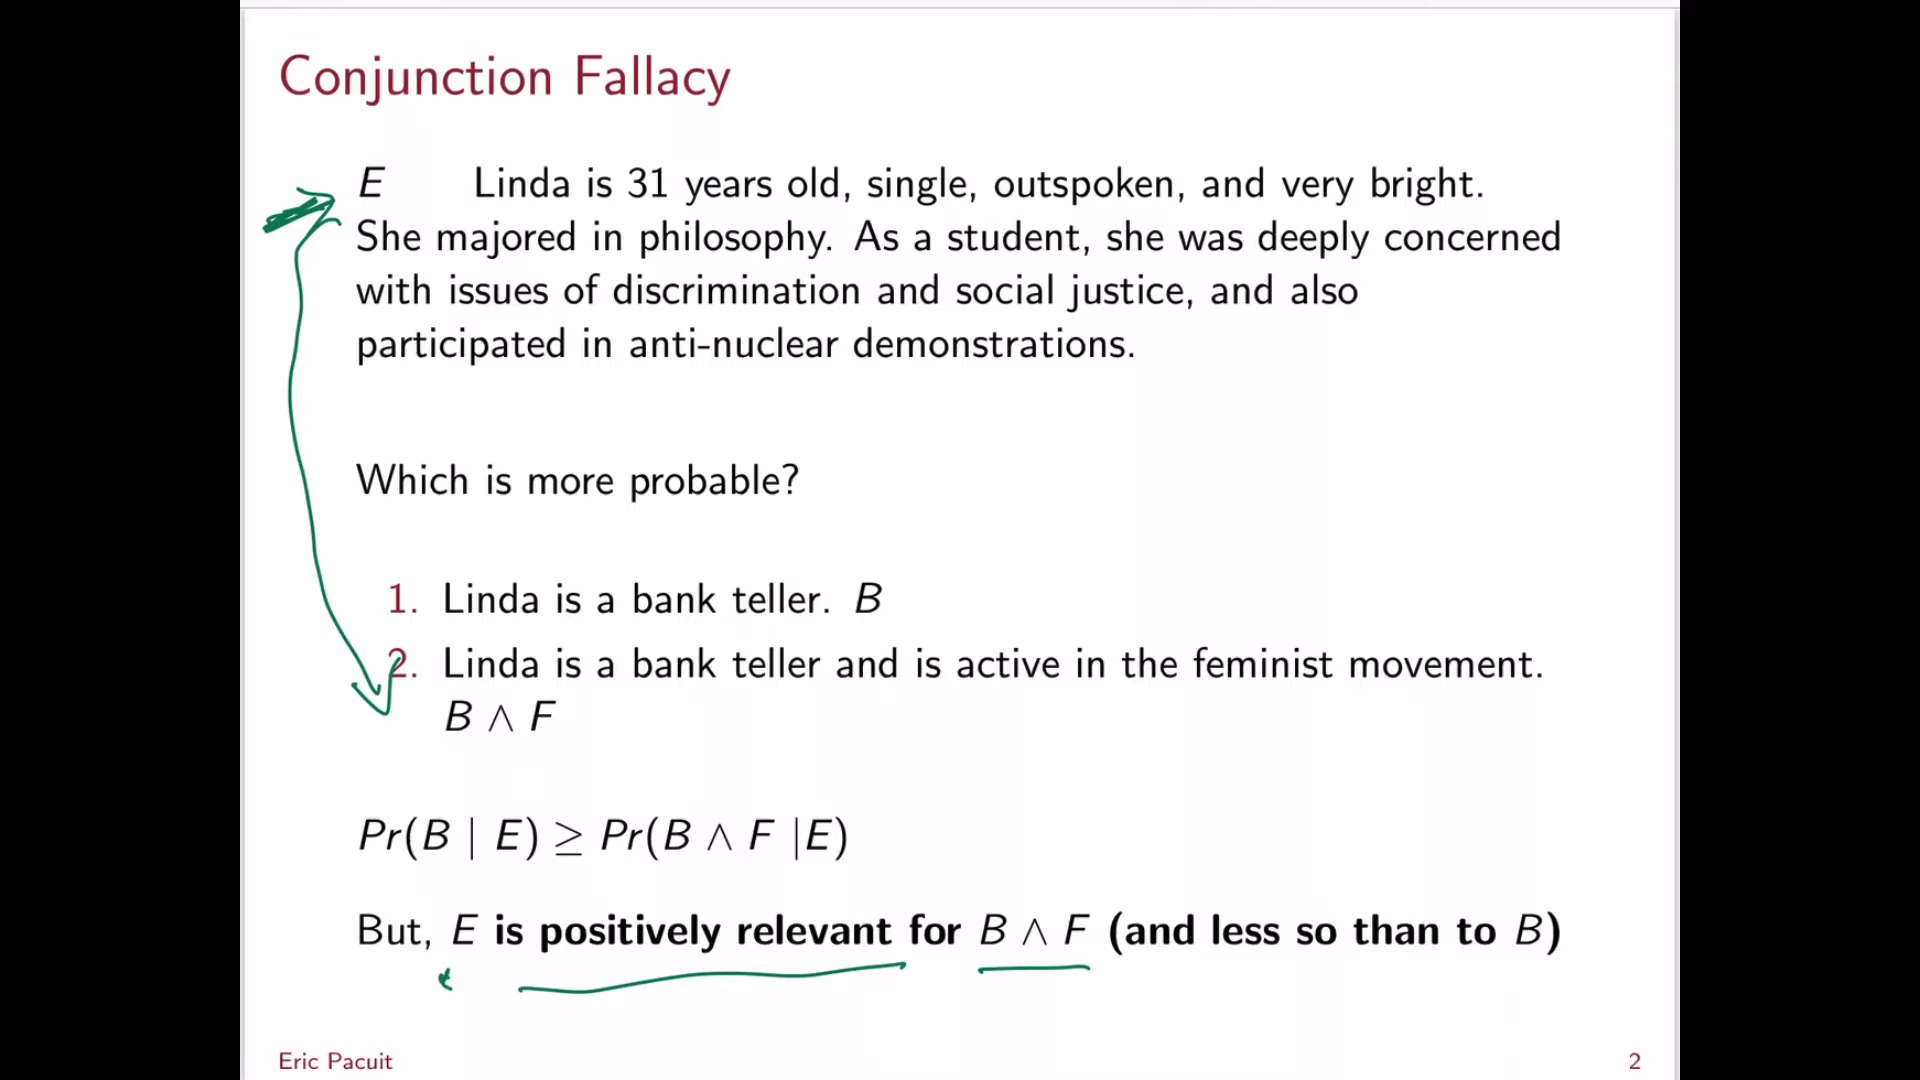 Conjunction Fallacy
E Linda is 31 years old, single, outspoken, and very bright.
She majored in philosophy. As a student, she was deeply concerned
with issues of discrimination and social justice, and also
participated in anti-nuclear demonstrations.
Which is more probable?
1. Linda is a bank teller. B
2. Linda is a bank teller and is active in the feminist movement.
B ∧ F
Pr(B | E) ≥ Pr(B ∧ F |E)
But, E is positively relevant for B ∧ F (and less so than to B)
Eric Pacuit
2